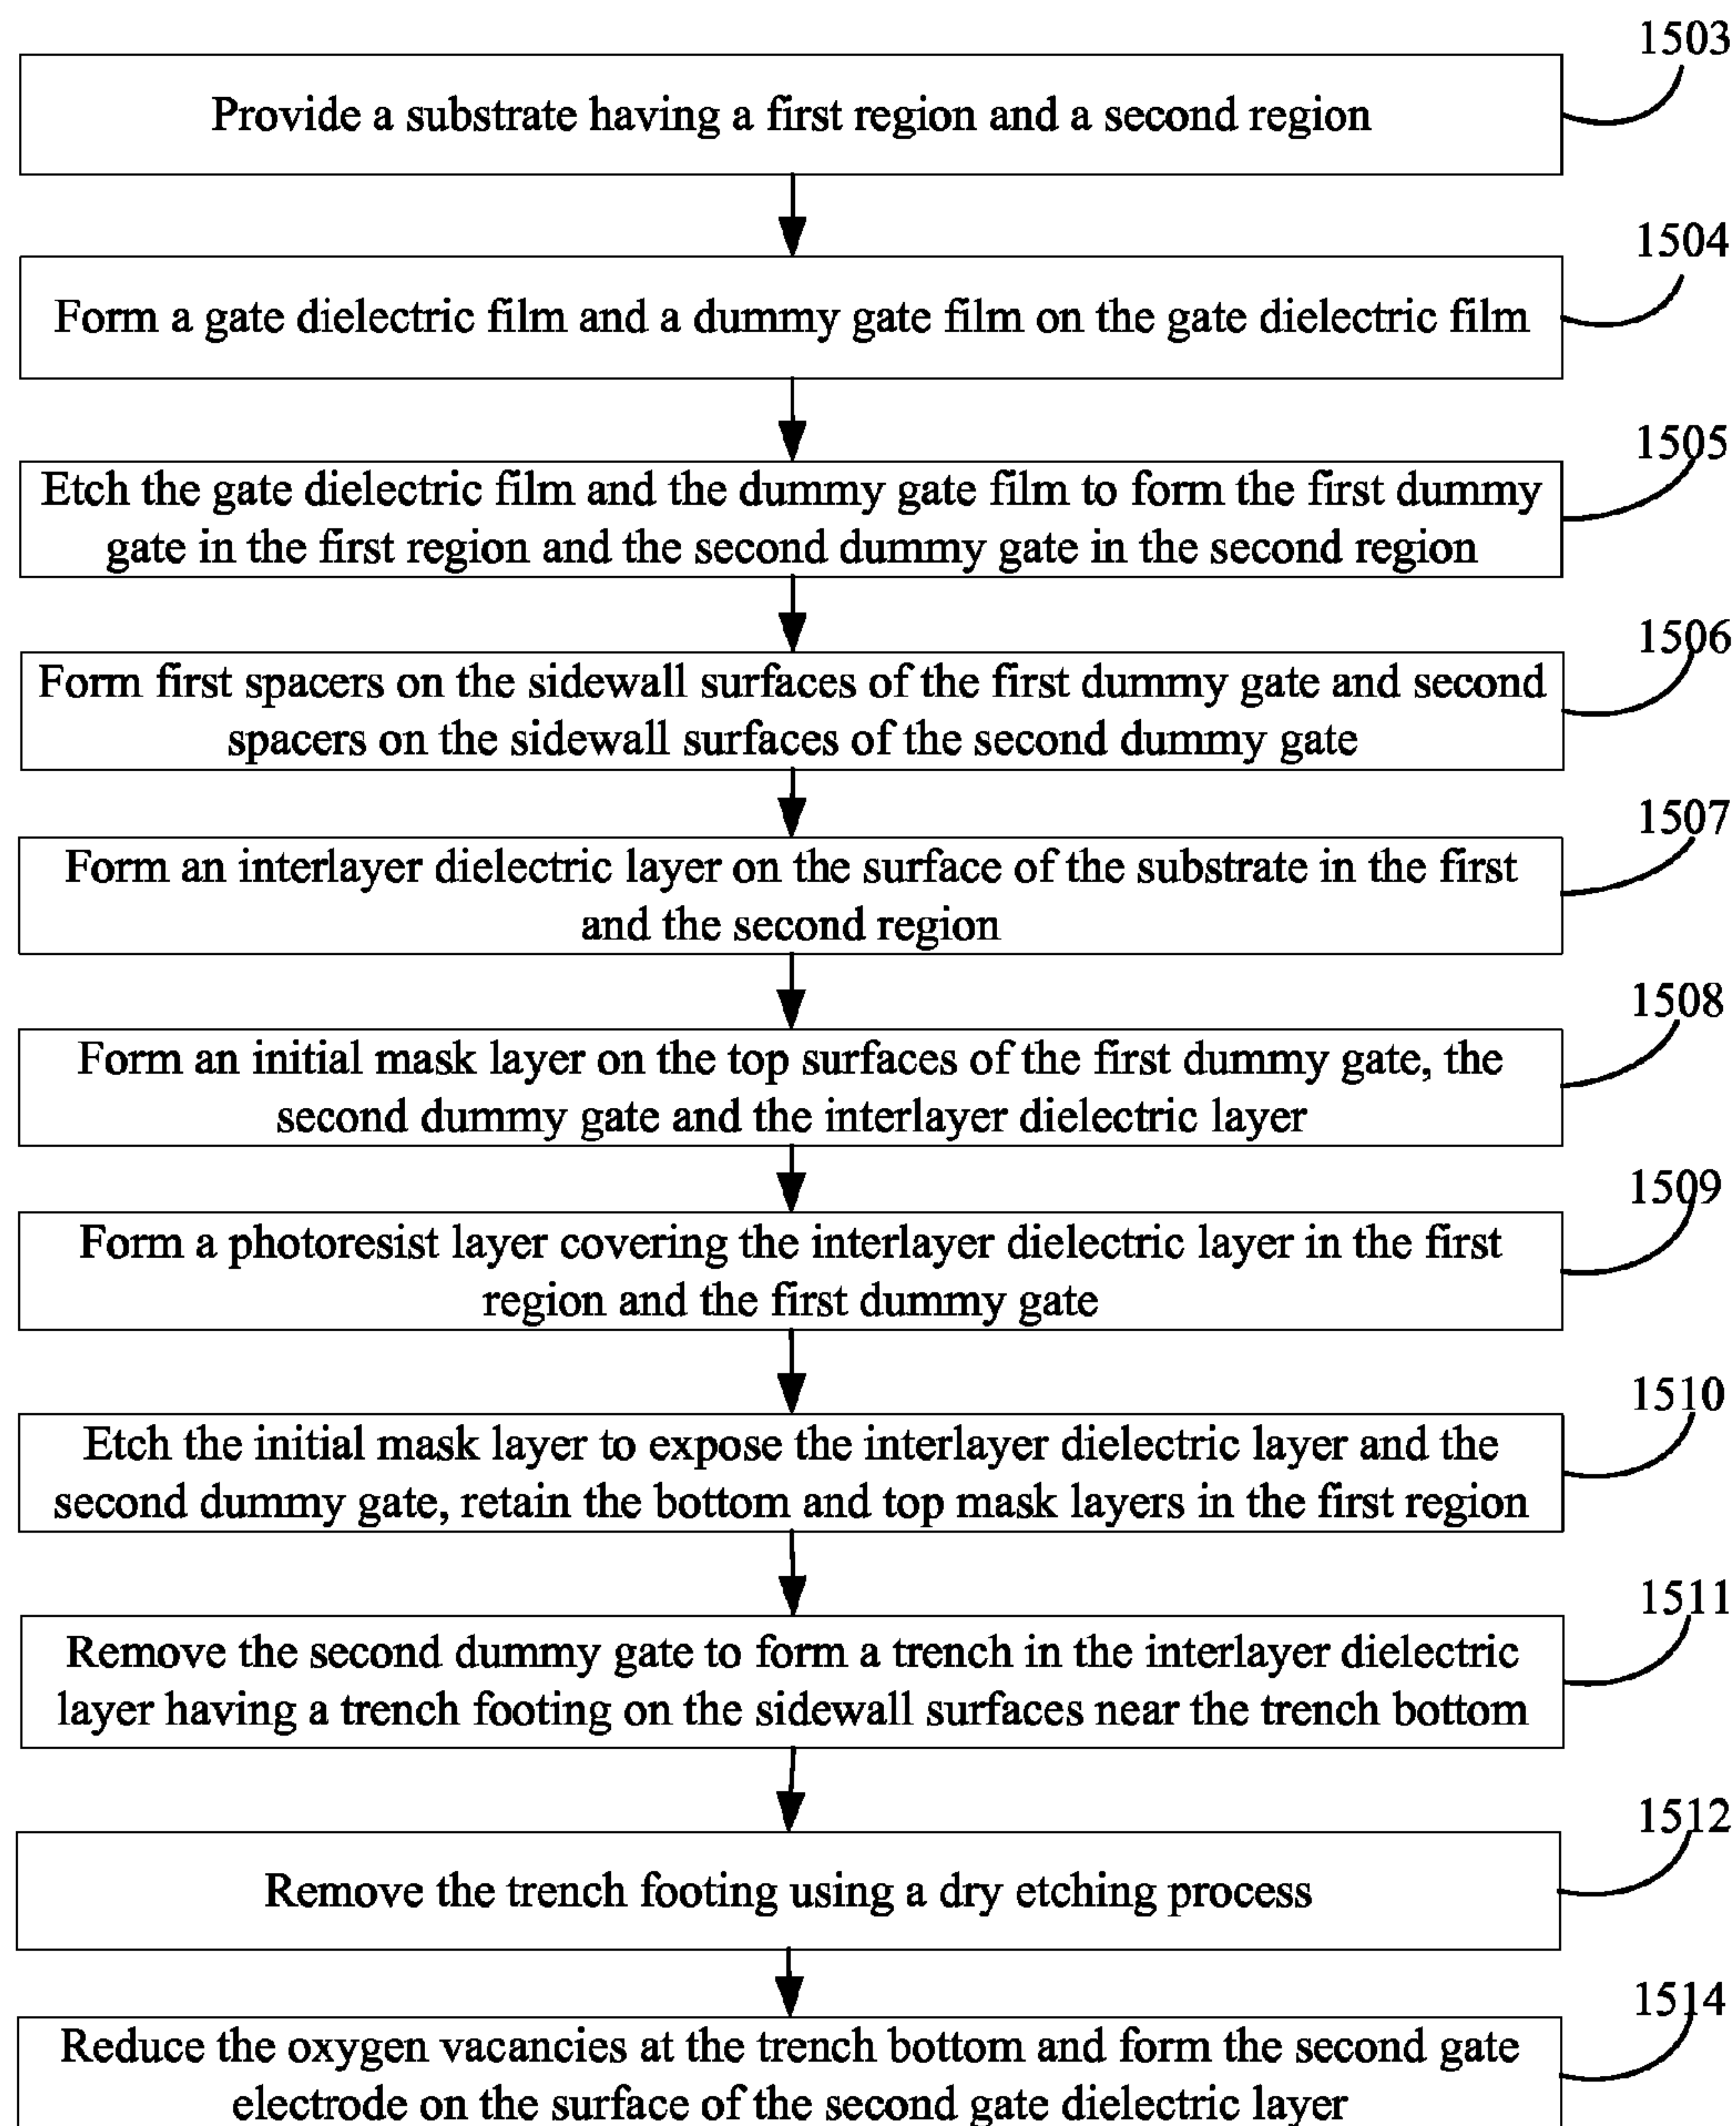 1503
Provide a substrate having a first region and a second region
1504
Form a gate dielectric film and a dummy gate film on the gate dielectric film
1505
Etch the gate dielectric film and the dummy gate film to form the first dummy
gate in the first region and the second dummy gate in the second region
1506
Form first spacers on the sidewall surfaces of the first dummy gate and second
spacers on the sidewall surfaces of the second dummy gate
1507
Form an interlayer dielectric layer on the surface of the substrate in the first
and the second region
1508
Form an initial mask layer on the top surfaces of the first dummy gate, the
second dummy gate and the interlayer dielectric layer
1509
Form a photoresist layer covering the interlayer dielectric layer in the first
region and the first dummy gate
1510
Etch the initial mask layer to expose the interlayer dielectric layer and the
second dummy gate, retain the bottom and top mask layers in the first region
1511
Remove the second dummy gate to form a trench in the interlayer dielectric
layer having a trench footing on the sidewall surfaces near the trench bottom
1512
Remove the trench footing using a dry etching process
1514
Reduce the oxygen vacancies at the trench bottom and form the second gate
electrode on the surface of the second gate dielectric layer